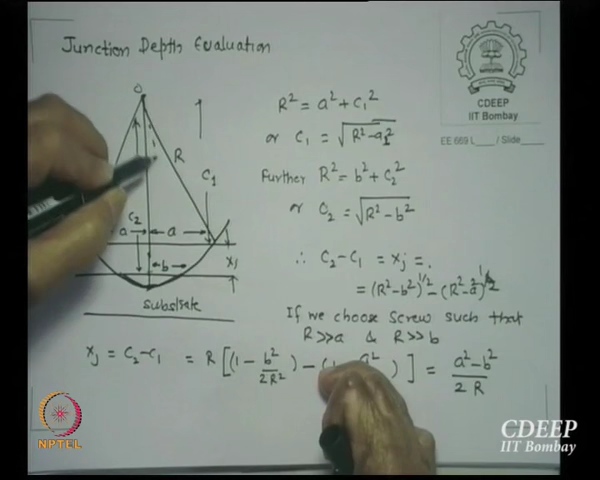 Junction Depth Evaluation
CDEEP
IIT Bombay
EE 669 L /Slide
O
R
C₁
C₂
a
a
b
xj
substrate
R² = a² + C₁²
or C₁ = √(R² - a²)
Further R² = b² + C₂²
or C₂ = √(R² - b²)
∴ C₂ - C₁ = xj = .
= (R² - b²)^1/2 - (R² - a²)^1/2
If we choose screw such that
R >> a & R >> b
xj = C₂ - C₁ = R [(1 - b²/2R²) - (1 a² )] = a² - b²/2R
NPTEL
CDEEP
IIT Bombay